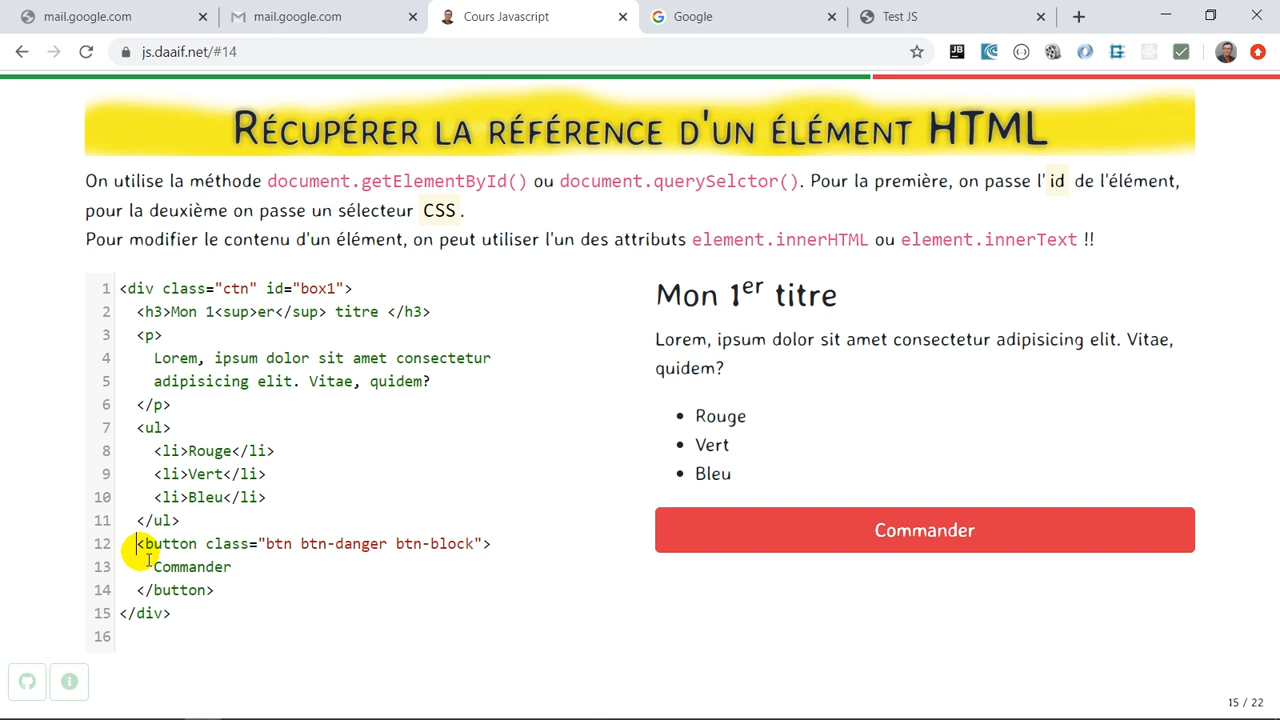 mail.google.com
mail.google.com
Cours Javascript
Google
Test JS
js.daaif.net/#14
JB
Récupérer la référence d'un élément HTML
On utilise la méthode document.getElementById() ou document.querySelctor(). Pour la première, on passe l'id de l'élément,
pour la deuxième on passe un sélecteur CSS.
Pour modifier le contenu d'un élément, on peut utiliser l'un des attributs element.innerHTML ou element.innerText !!
1 <div class="ctn" id="box1">
2 <h3>Mon 1<sup>er</sup> titre </h3>
3 <p>
4 Lorem, ipsum dolor sit amet consectetur
5 adipisicing elit. Vitae, quidem?
6 </p>
7 <ul>
8 <li>Rouge</li>
9 <li>Vert</li>
10 <li>Bleu</li>
11 </ul>
12 <button class="btn btn-danger btn-block">
13 Commander
14 </button>
15 </div>
16
Mon 1er titre
Lorem, ipsum dolor sit amet consectetur adipisicing elit. Vitae,
quidem?
• Rouge
• Vert
• Bleu
Commander
15 / 22